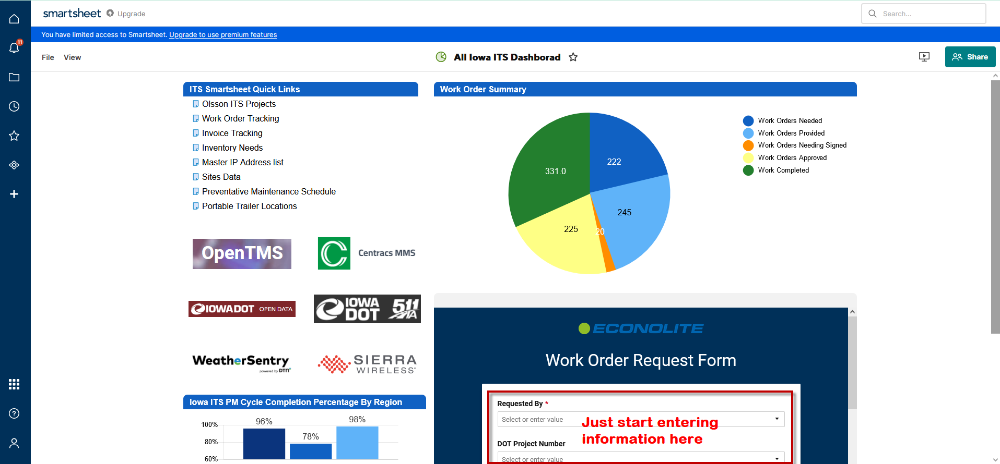 smartsheet Upgrade
Search...
11
You have limited access to Smartsheet. Upgrade to use premium features
File View
All Iowa ITS Dashborad
Share
ITS Smartsheet Quick Links
Olsson ITS Projects
Work Order Tracking
Invoice Tracking
Inventory Needs
Master IP Address list
Sites Data
Preventative Maintenance Schedule
Portable Trailer Locations
OpenTMS
Centracs MMS
IOWADOT OPEN DATA
IOWA
DOT
511
IA
WeatherSentry
powered by DTN
SIERRA
WIRELESS
Iowa ITS PM Cycle Completion Percentage By Region
100%
80%
60%
96%
78%
98%
Work Order Summary
331.0
222
245
225
20
Work Orders Needed
Work Orders Provided
Work Orders Needing Signed
Work Orders Approved
Work Completed
ECONOLITE
Work Order Request Form
Requested By *
Select or enter value
Just start entering
information here
DOT Project Number
Select or enter value